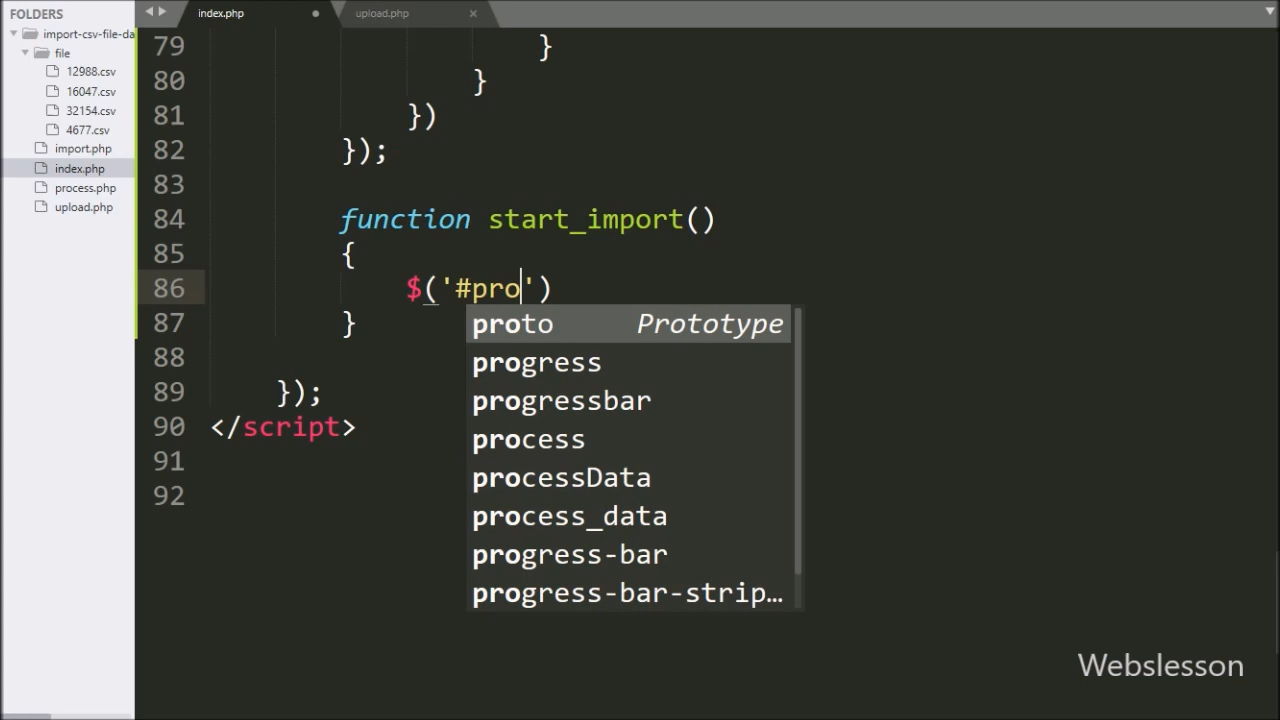 FOLDERS
import-csv-file-da
file
12988.csv
16047.csv
32154.csv
4677.csv
import.php
index.php
process.php
upload.php
index.php
upload.php
79 }
80 }
81 })
82 });
83
84 function start_import()
85 {
86 $('#pro')
87 }
88
89 });
90 </script>
91
92
proto Prototype
progress
progressbar
process
processData
process_data
progress-bar
progress-bar-strip…
Webslesson